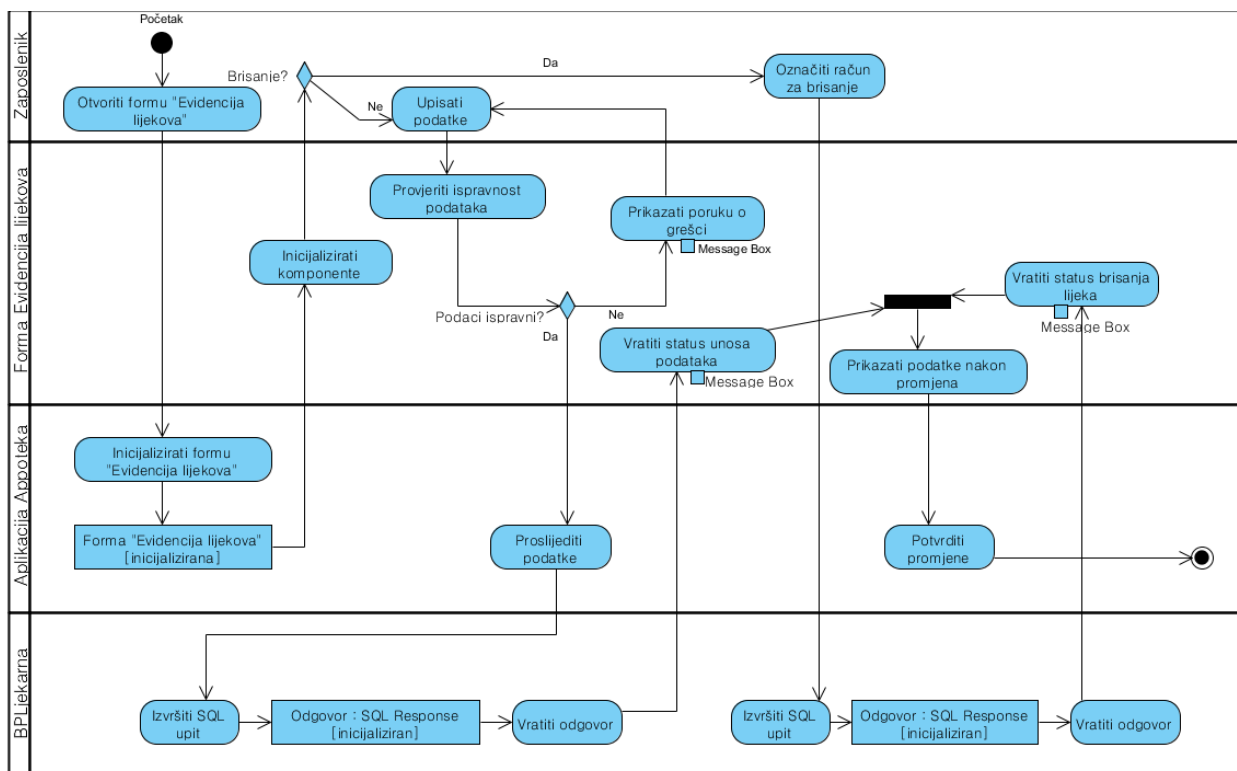 Zaposlenik
Početak
Otvoriti formu "Evidencija
lijekova"
Brisanje?
Da
Ne
Upisati
podatke
Označiti račun
za brisanje
Forma Evidencija lijekova
Provjeriti ispravnost
podataka
Prikazati poruku o
grešci
Message Box
Inicijalizirati
komponente
Podaci ispravni?
Ne
Da
Vratiti status unosa
podataka
Message Box
Vratiti status brisanja
lijeka
Message Box
Prikazati podatke nakon
promjena
Aplikacija Appoteka
Inicijalizirati formu
"Evidencija lijekova"
Forma "Evidencija lijekova"
[inicijalizirana]
Proslijediti
podatke
Potvrditi
promjene
BPLjekarna
Izvršiti SQL
upit
Odgovor : SQL Response
[inicijaliziran]
Vratiti odgovor
Izvršiti SQL
upit
Odgovor : SQL Response
[inicijaliziran]
Vratiti odgovor